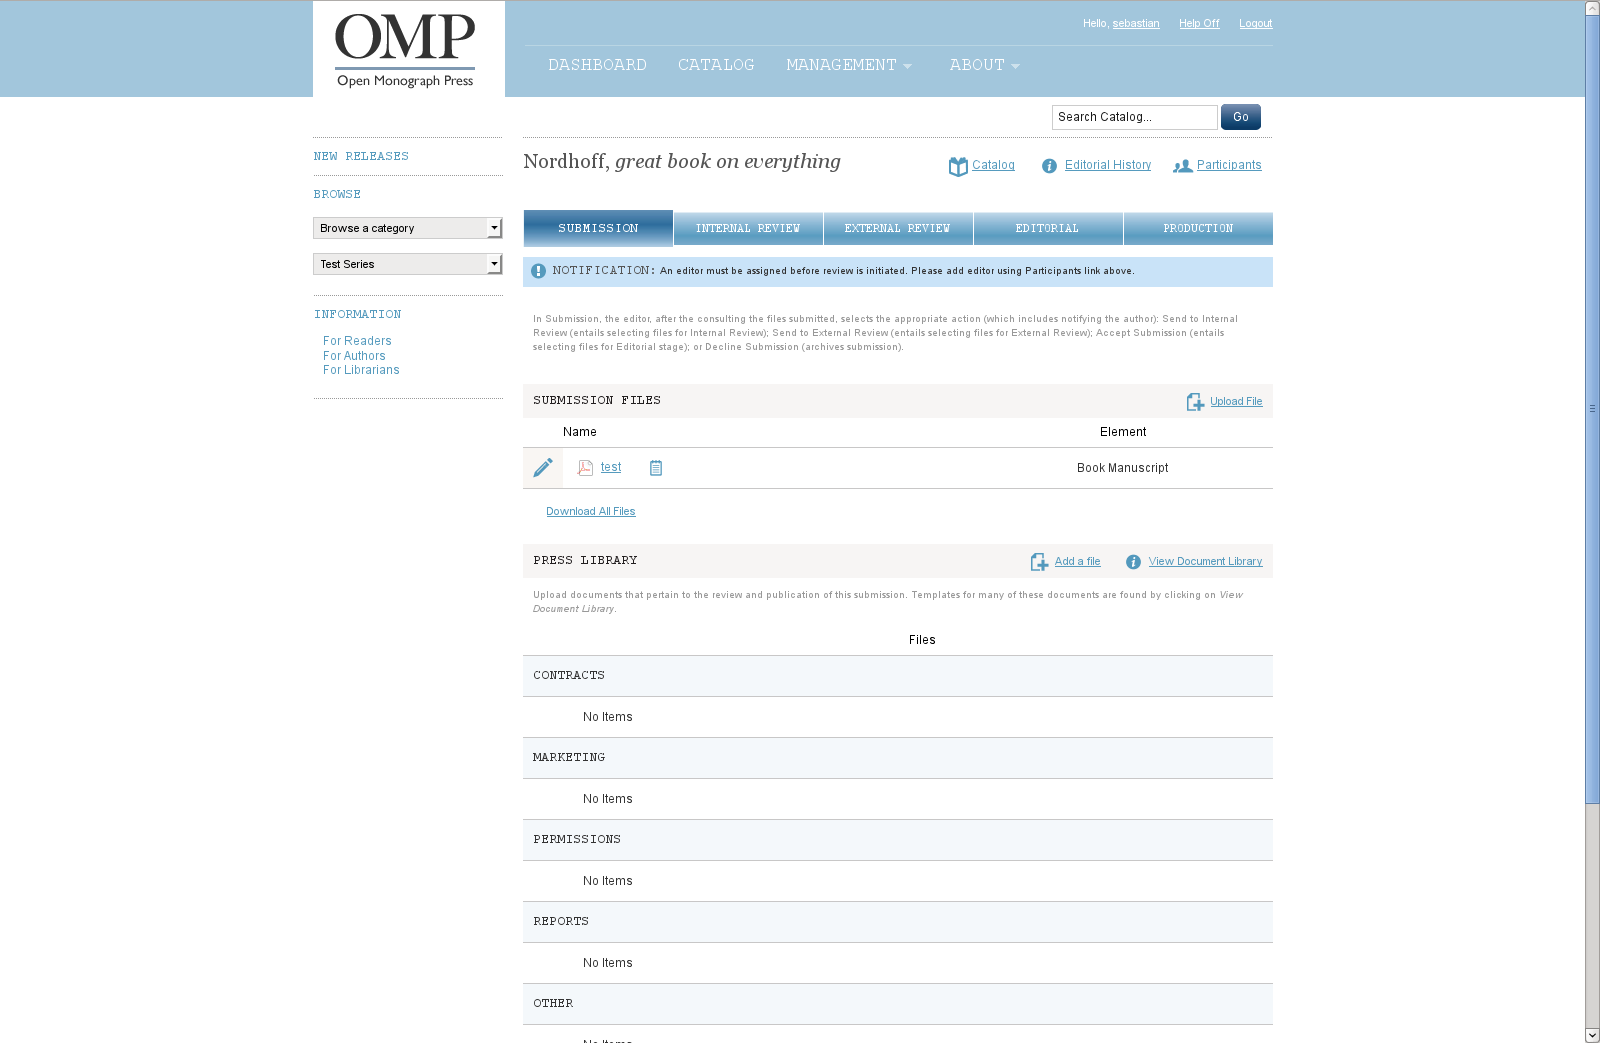 OMP
Open Monograph Press
Hello, sebastian Help Off Logout
DASHBOARD CATALOG MANAGEMENT ABOUT
Search Catalog... Go
NEW RELEASES
BROWSE
Browse a category
Test Series
INFORMATION
For Readers
For Authors
For Librarians
Nordhoff, great book on everything
Catalog Editorial History Participants
SUBMISSION INTERNAL REVIEW EXTERNAL REVIEW EDITORIAL PRODUCTION
NOTIFICATION: An editor must be assigned before review is initiated. Please add editor using Participants link above.
In Submission, the editor, after the consulting the files submitted, selects the appropriate action (which includes notifying the author): Send to Internal
Review (entails selecting files for Internal Review); Send to External Review (entails selecting files for External Review); Accept Submission (entails
selecting files for Editorial stage); or Decline Submission (archives submission).
SUBMISSION FILES Upload File
Name Element
test Book Manuscript
Download All Files
PRESS LIBRARY Add a file View Document Library
Upload documents that pertain to the review and publication of this submission. Templates for many of these documents are found by clicking on View
Document Library.
Files
CONTRACTS
No Items
MARKETING
No Items
PERMISSIONS
No Items
REPORTS
No Items
OTHER
No Items